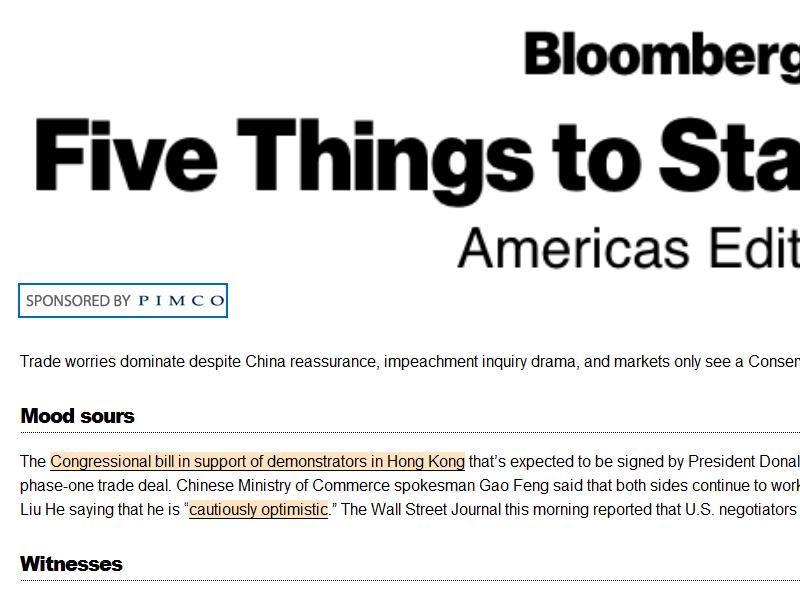 Bloomberg
Five Things to Sta
Americas Edit
SPONSORED BY PIMCO
Trade worries dominate despite China reassurance, impeachment inquiry drama, and markets only see a Conser
Mood sours
The Congressional bill in support of demonstrators in Hong Kong that’s expected to be signed by President Donal
phase-one trade deal. Chinese Ministry of Commerce spokesman Gao Feng said that both sides continue to work
Liu He saying that he is “cautiously optimistic.” The Wall Street Journal this morning reported that U.S. negotiators
Witnesses